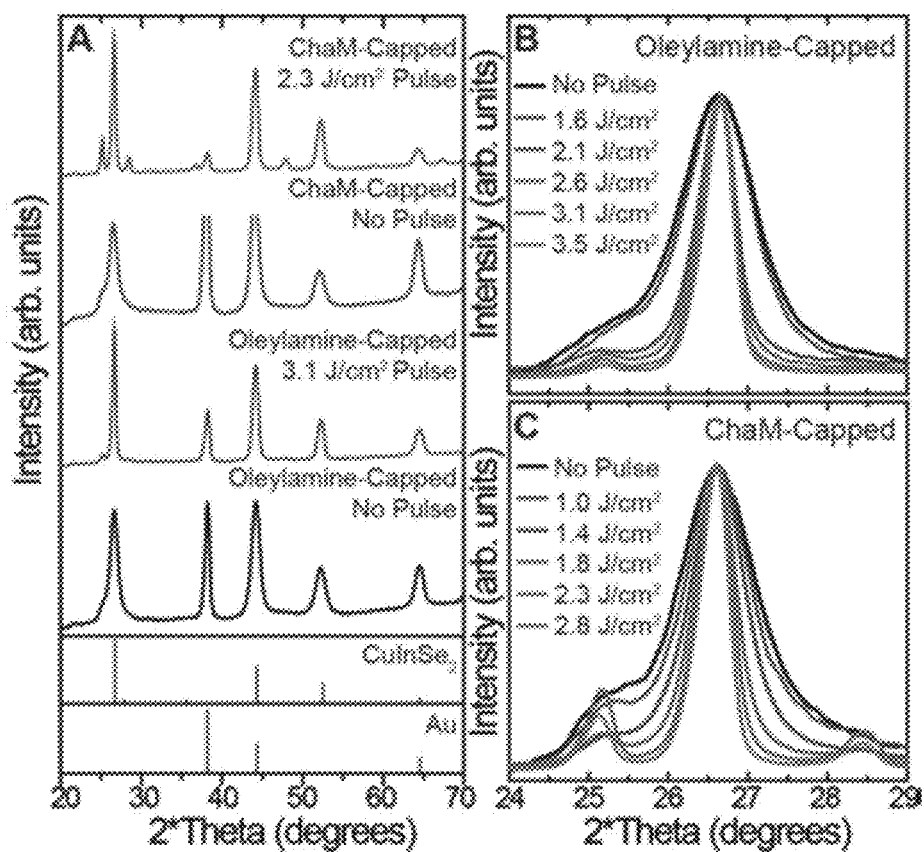 A
ChaM-Capped
2.3 J/cm² Pulse
ChaM-Capped
No Pulse
Oleylamine-Capped
3.1 J/cm² Pulse
Oleylamine-Capped
No Pulse
CuInSe₂
Au
Intensity (arb. units)
20 30 40 50 60 70
2*Theta (degrees)
B
Oleylamine-Capped
No Pulse
1.6 J/cm²
2.1 J/cm²
2.6 J/cm²
3.1 J/cm²
3.5 J/cm²
Intensity (arb. units)
C
ChaM-Capped
No Pulse
1.0 J/cm²
1.4 J/cm²
1.8 J/cm²
2.3 J/cm²
2.8 J/cm²
Intensity (arb. units)
24 25 26 27 28 29
2*Theta (degrees)